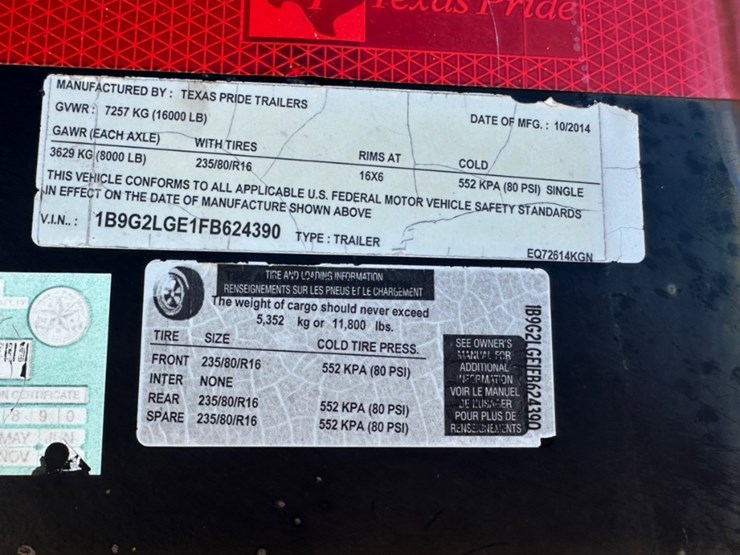 Texas Pride
MANUFACTURED BY: TEXAS PRIDE TRAILERS
GVWR: 7257 KG (16000 LB)
DATE OF MFG.: 10/2014
GAWR (EACH AXLE) WITH TIRES RIMS AT COLD
3629 KG (8000 LB) 235/80/R16 16X6 552 KPA (80 PSI) SINGLE
THIS VEHICLE CONFORMS TO ALL APPLICABLE U.S. FEDERAL MOTOR VEHICLE SAFETY STANDARDS
IN EFFECT ON THE DATE OF MANUFACTURE SHOWN ABOVE
V.I.N.: 1B9G2LGE1FB624390 TYPE: TRAILER
EQ72614KGN
TIRE AND LOADING INFORMATION
RENSEIGNEMENTS SUR LES PNEUS ET LE CHARGEMENT
The weight of cargo should never exceed
5,352 kg or 11,800 lbs.
TIRE SIZE COLD TIRE PRESS.
FRONT 235/80/R16 552 KPA (80 PSI)
INTER NONE
REAR 235/80/R16 552 KPA (80 PSI)
SPARE 235/80/R16 552 KPA (80 PSI)
SEE OWNER'S
MANUAL FOR
ADDITIONAL
INFORMATION
VOIR LE MANUEL
DE L'USAGER
POUR PLUS DE
RENSEIGNEMENTS
1B9G2LGE1FB624390
CERTIFICATE
8 9 0
MAY JUN
NOV